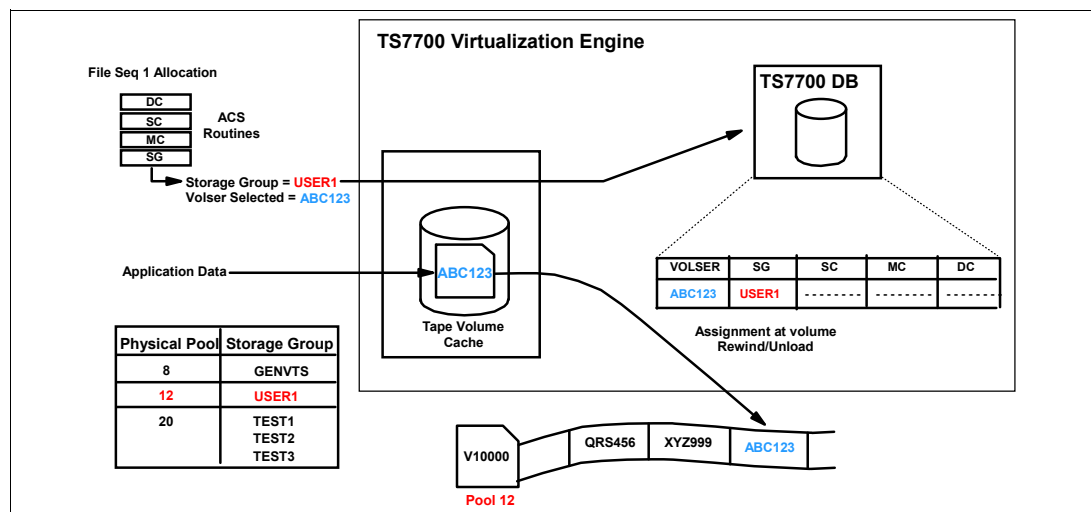 TS7700 Virtualization Engine
File Seq 1 Allocation
DC
SC
MC
SG
ACS
Routines
Storage Group = USER1
Volser Selected = ABC123
TS7700 DB
Application Data
ABC123
Tape Volume
Cache
VOLSER SG SC MC DC
ABC123 USER1 - - - - - - - - - - - - - - - - - - - - -
Assignment at volume
Rewind/Unload
Physical Pool Storage Group
8 GENVTS
12 USER1
20 TEST1
TEST2
TEST3
V10000 QRS456 XYZ999 ABC123
Pool 12